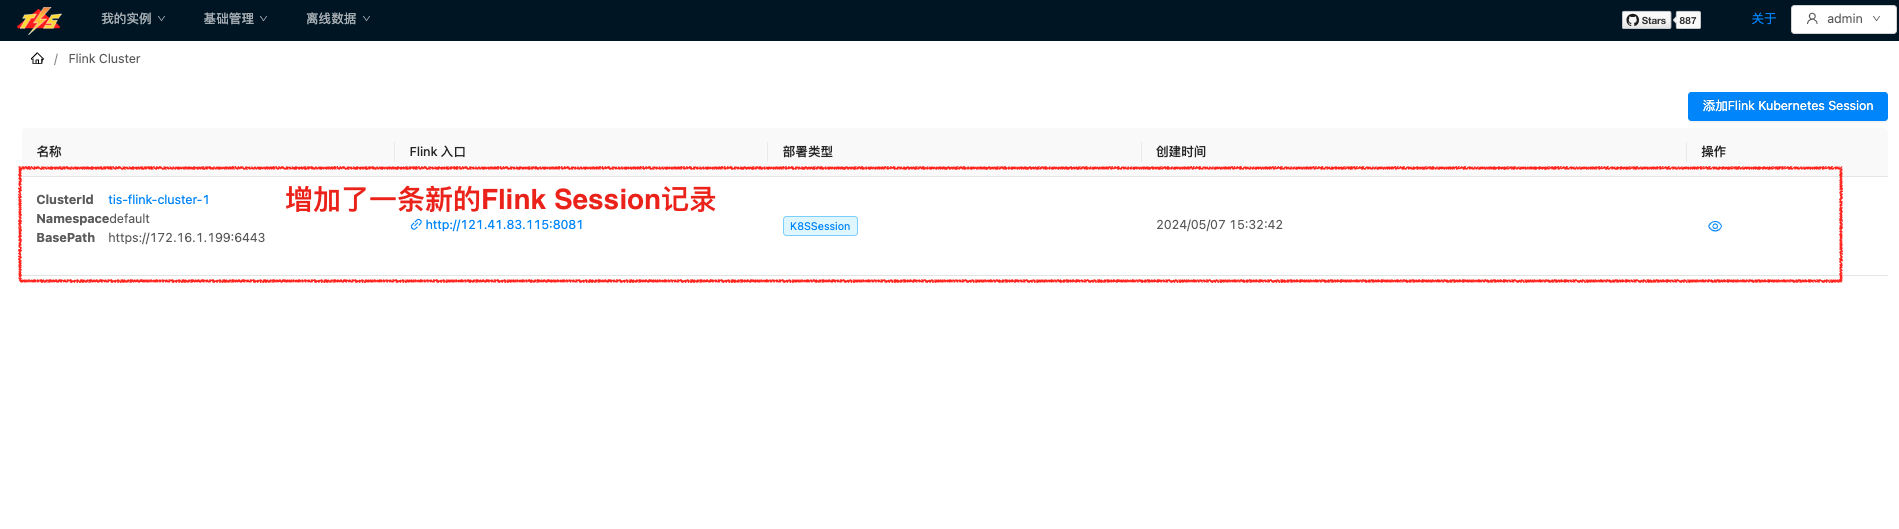 TIS 我的实例 基础管理 离线数据 Stars 887 关于 admin
/ Flink Cluster
添加Flink Kubernetes Session
名称 Flink 入口 部署类型 创建时间 操作
增加了一条新的Flink Session记录
ClusterId tis-flink-cluster-1
Namespacedefault
http://121.41.83.115:8081 K8SSession 2024/05/07 15:32:42
BasePath https://172.16.1.199:6443